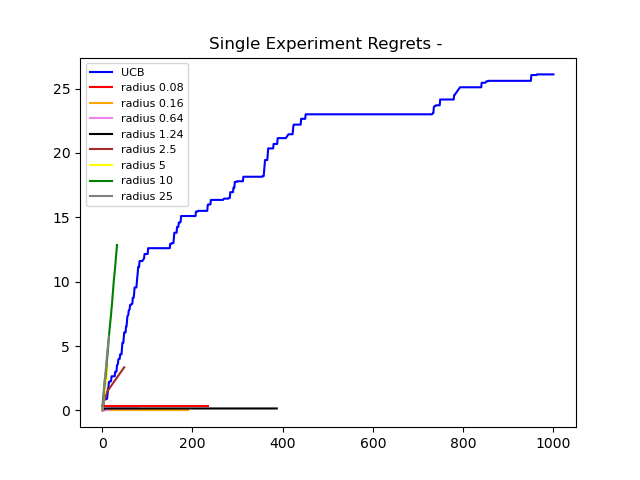 Single Experiment Regrets -
UCB
radius 0.08
radius 0.16
radius 0.64
radius 1.24
radius 2.5
radius 5
radius 10
radius 25
25
20
15
10
5
0
0 200 400 600 800 1000